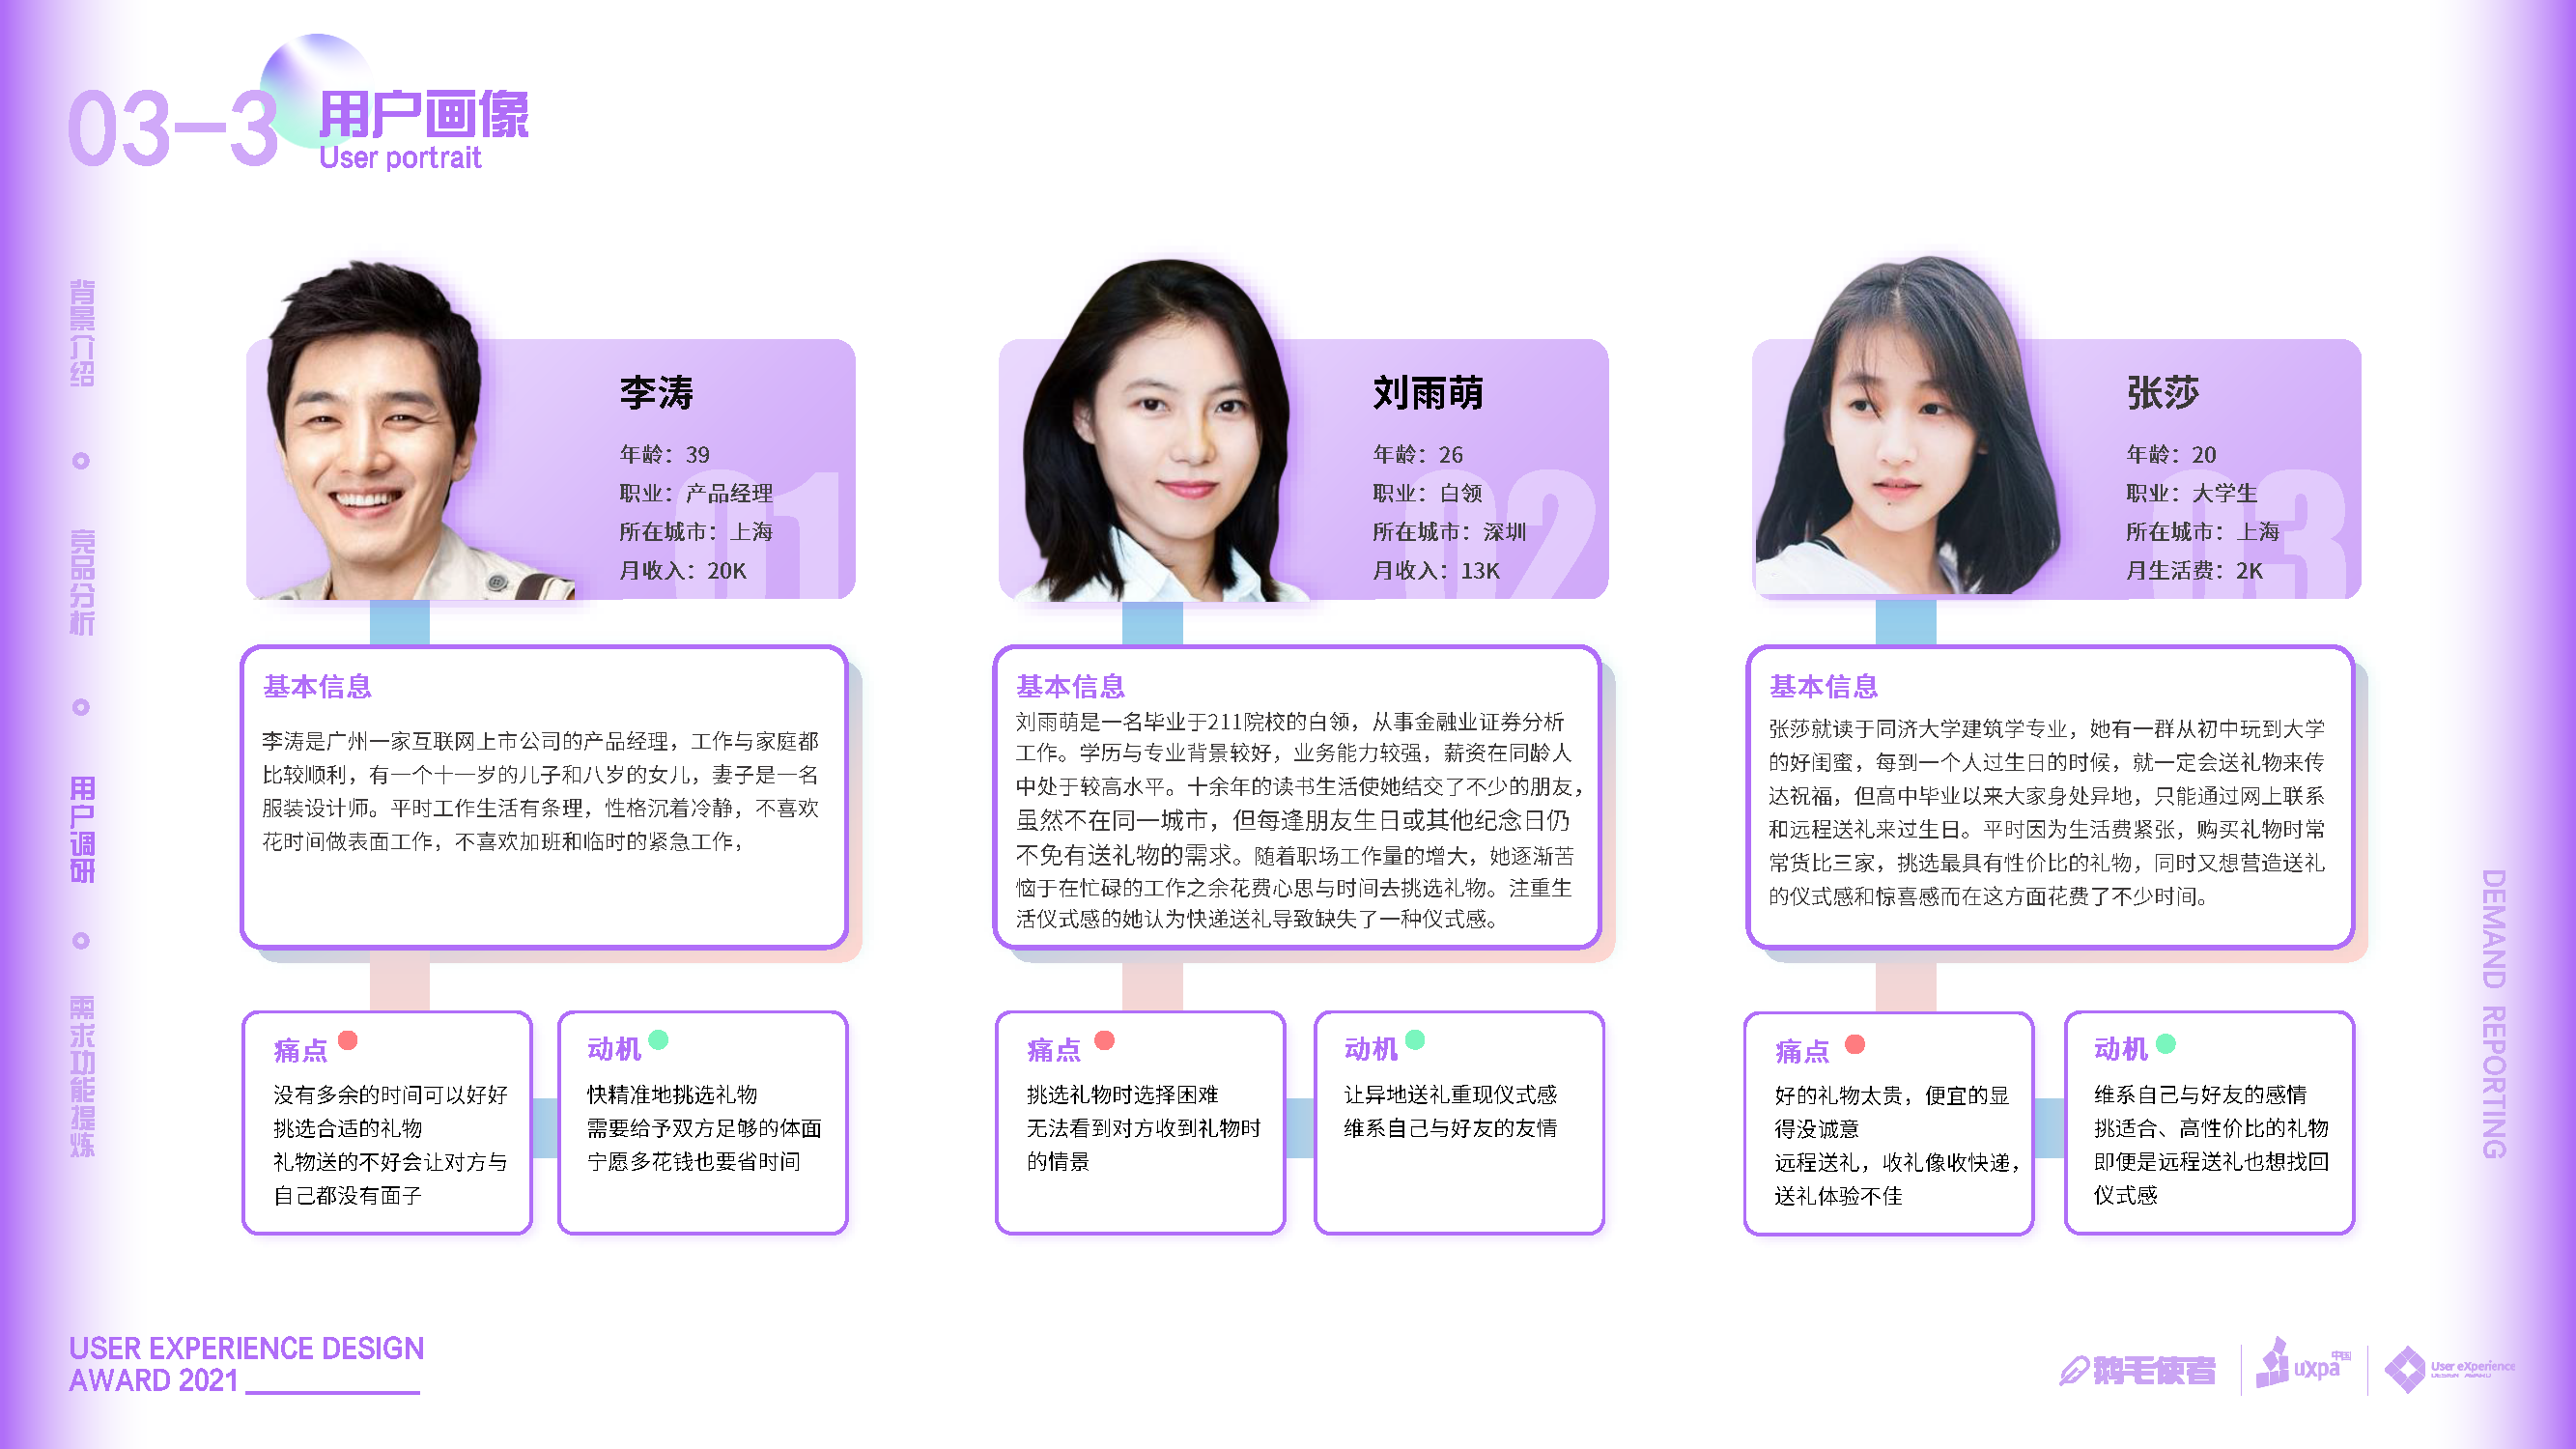 03-3
用户画像
User portrait
背景介绍
竞品分析
用户调研
需求功能提炼
李涛
年龄：39
职业：产品经理
所在城市：上海
月收入：20K
01
基本信息
李涛是广州一家互联网上市公司的产品经理，工作与家庭都
比较顺利，有一个十一岁的儿子和八岁的女儿，妻子是一名
服装设计师。平时工作生活有条理，性格沉着冷静，不喜欢
花时间做表面工作，不喜欢加班和临时的紧急工作，
痛点
没有多余的时间可以好好
挑选合适的礼物
礼物送的不好会让对方与
自己都没有面子
动机
快精准地挑选礼物
需要给予双方足够的体面
宁愿多花钱也要省时间
刘雨萌
年龄：26
职业：白领
所在城市：深圳
月收入：13K
02
基本信息
刘雨萌是一名毕业于211院校的白领，从事金融业证券分析
工作。学历与专业背景较好，业务能力较强，薪资在同龄人
中处于较高水平。十余年的读书生活使她结交了不少的朋友，
虽然不在同一城市，但每逢朋友生日或其他纪念日仍
不免有送礼物的需求。随着职场工作量的增大，她逐渐苦
恼于在忙碌的工作之余花费心思与时间去挑选礼物。注重生
活仪式感的她认为快递送礼导致缺失了一种仪式感。
痛点
挑选礼物时选择困难
无法看到对方收到礼物时
的情景
动机
让异地送礼重现仪式感
维系自己与好友的友情
张莎
年龄：20
职业：大学生
所在城市：上海
月生活费：2K
03
基本信息
张莎就读于同济大学建筑学专业，她有一群从初中玩到大学
的好闺蜜，每到一个人过生日的时候，就一定会送礼物来传
达祝福，但高中毕业以来大家身处异地，只能通过网上联系
和远程送礼来过生日。平时因为生活费紧张，购买礼物时常
常货比三家，挑选最具有性价比的礼物，同时又想营造送礼
的仪式感和惊喜感而在这方面花费了不少时间。
痛点
好的礼物太贵，便宜的显
得没诚意
远程送礼，收礼像收快递，
送礼体验不佳
动机
维系自己与好友的感情
挑适合、高性价比的礼物
即便是远程送礼也想找回
仪式感
DEMAND REPORTING
USER EXPERIENCE DESIGN
AWARD 2021
鹅毛使者
uxpa中国
User eXperience